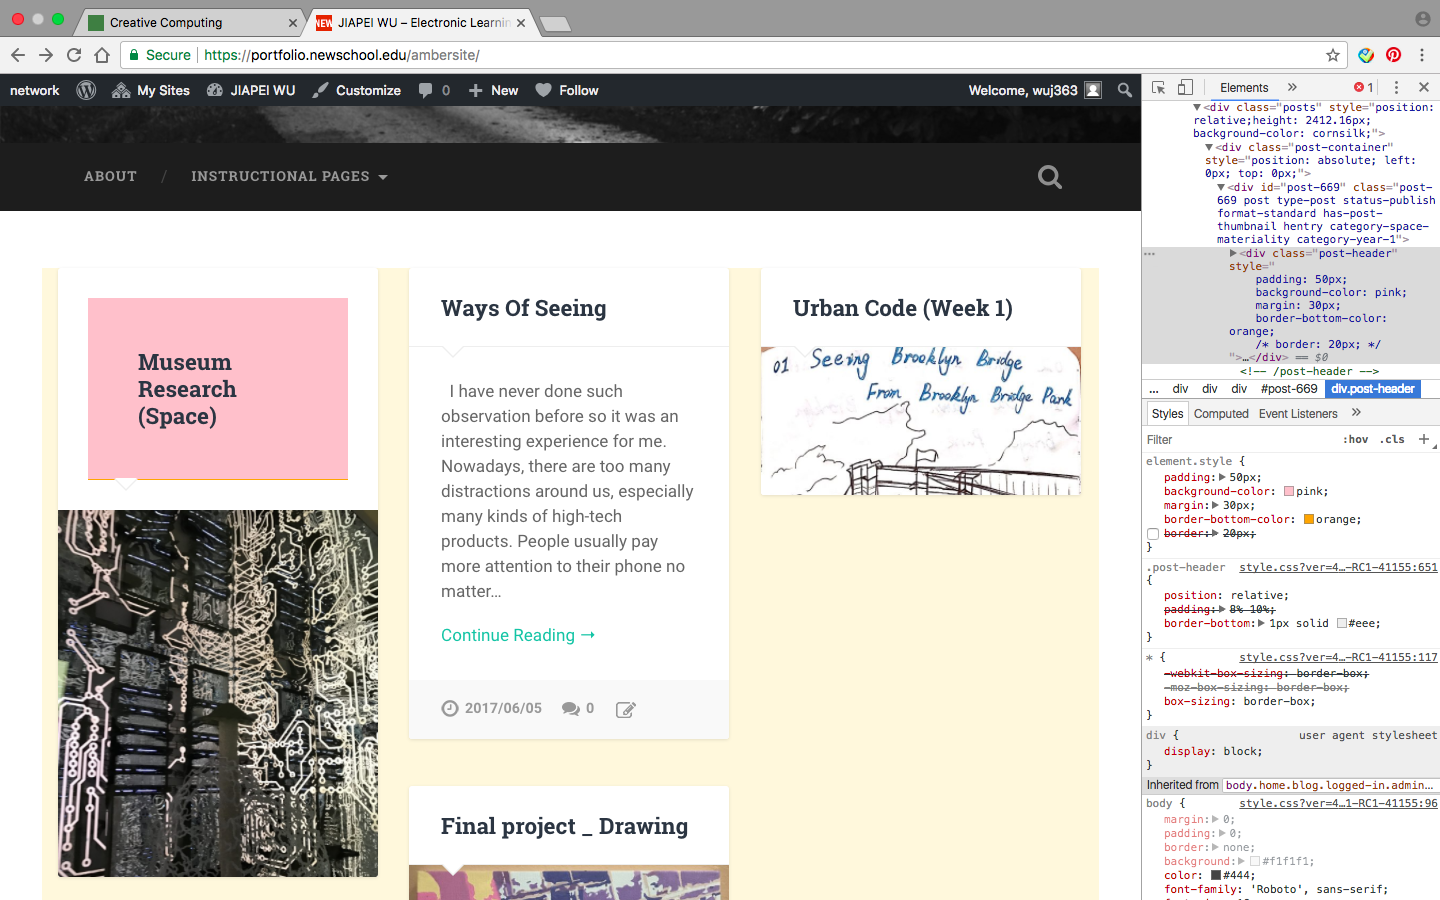 Creative Computing
NEW JIAPEI WU – Electronic Learnin
Secure https://portfolio.newschool.edu/ambersite/
network My Sites JIAPEI WU Customize 0 New Follow Welcome, wuj363
ABOUT / INSTRUCTIONAL PAGES
Museum
Research
(Space)
Ways Of Seeing
I have never done such
observation before so it was an
interesting experience for me.
Nowadays, there are too many
distractions around us, especially
many kinds of high-tech
products. People usually pay
more attention to their phone no
matter...
Continue Reading →
2017/06/05 0
Final project _ Drawing
Urban Code (Week 1)
01 Seeing Brooklyn Bridge
From Brooklyn Bridge Park
Elements » 1
▼<div class="posts" style="position:
relative;height: 2412.16px;
background-color: cornsilk;">
▼<div class="post-container"
style="position: absolute; left:
0px; top: 0px;">
▼<div id="post-669" class="post-
669 post type-post status-publish
format-standard has-post-
thumbnail hentry category-space-
materiality category-year-1">
… ▶<div class="post-header"
style="
padding: 50px;
background-color: pink;
margin: 30px;
border-bottom-color:
orange;
/* border: 20px; */
">…</div> == $0
<!-- /post-header -->
... div div div #post-669 div.post-header
Styles Computed Event Listeners »
Filter :hov .cls +
element.style {
padding:▶50px;
background-color: pink;
margin:▶30px;
border-bottom-color: orange;
border:▶20px;
}
.post-header style.css?ver=4…-RC1-41155:651
{
position: relative;
padding:▶8% 10%;
border-bottom:▶1px solid #eee;
}
* { style.css?ver=4…-RC1-41155:117
-webkit-box-sizing: border-box;
-moz-box-sizing: border-box;
box-sizing: border-box;
}
div { user agent stylesheet
display: block;
}
Inherited from body.home.blog.logged-in.admin…
body { style.css?ver=4…1-RC1-41155:96
margin:▶0;
padding:▶0;
border:▶none;
background:▶#f1f1f1;
color: #444;
font-family: 'Roboto', sans-serif;